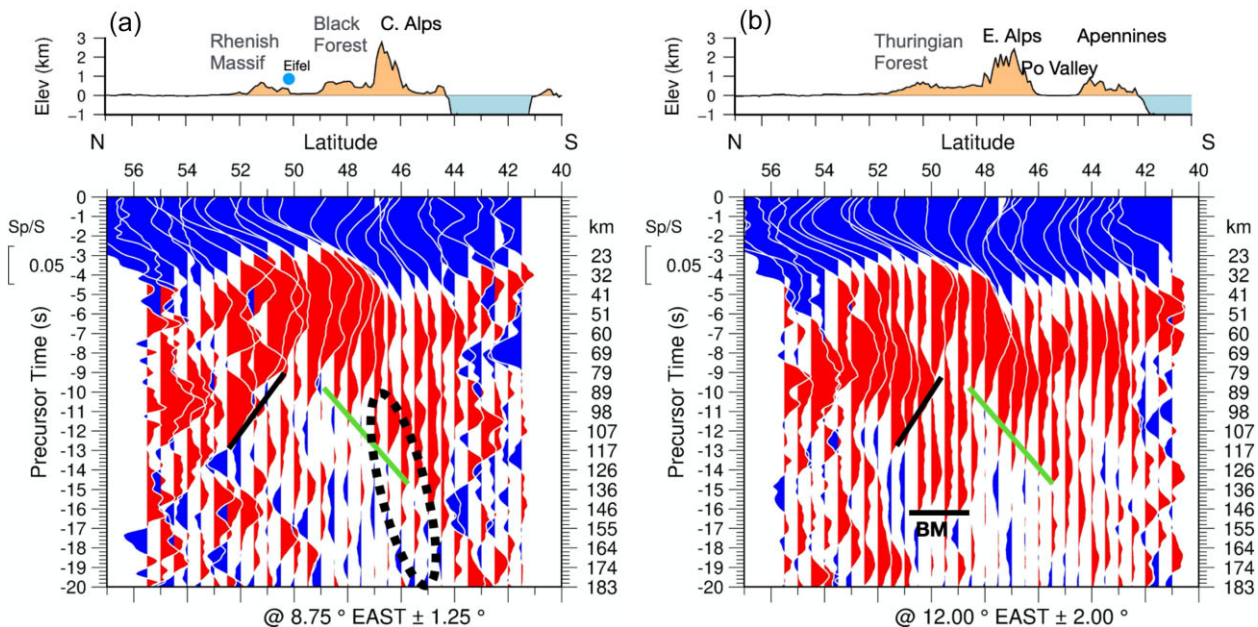 (a)
Rhenish
Massif
Eifel
Black
Forest
C. Alps
Elev (km)
3
2
1
0
−1
N
Latitude
S
56 54 52 50 48 46 44 42 40
Sp/S
0.05
Precursor Time (s)
0
-1
-2
-3
-4
-5
-6
-7
-8
-9
-10
-11
-12
-13
-14
-15
-16
-17
-18
-19
-20
km
23
32
41
51
60
69
79
89
98
107
117
126
136
146
155
164
174
183
@ 8.75 ° EAST ± 1.25 °
(b)
Thuringian
Forest
E. Alps
Po Valley
Apennines
Elev (km)
3
2
1
0
−1
N
Latitude
S
56 54 52 50 48 46 44 42 40
Sp/S
0.05
Precursor Time (s)
0
-1
-2
-3
-4
-5
-6
-7
-8
-9
-10
-11
-12
-13
-14
-15
-16
-17
-18
-19
-20
BM
km
23
32
41
51
60
69
79
89
98
107
117
126
136
146
155
164
174
183
@ 12.00 ° EAST ± 2.00 °